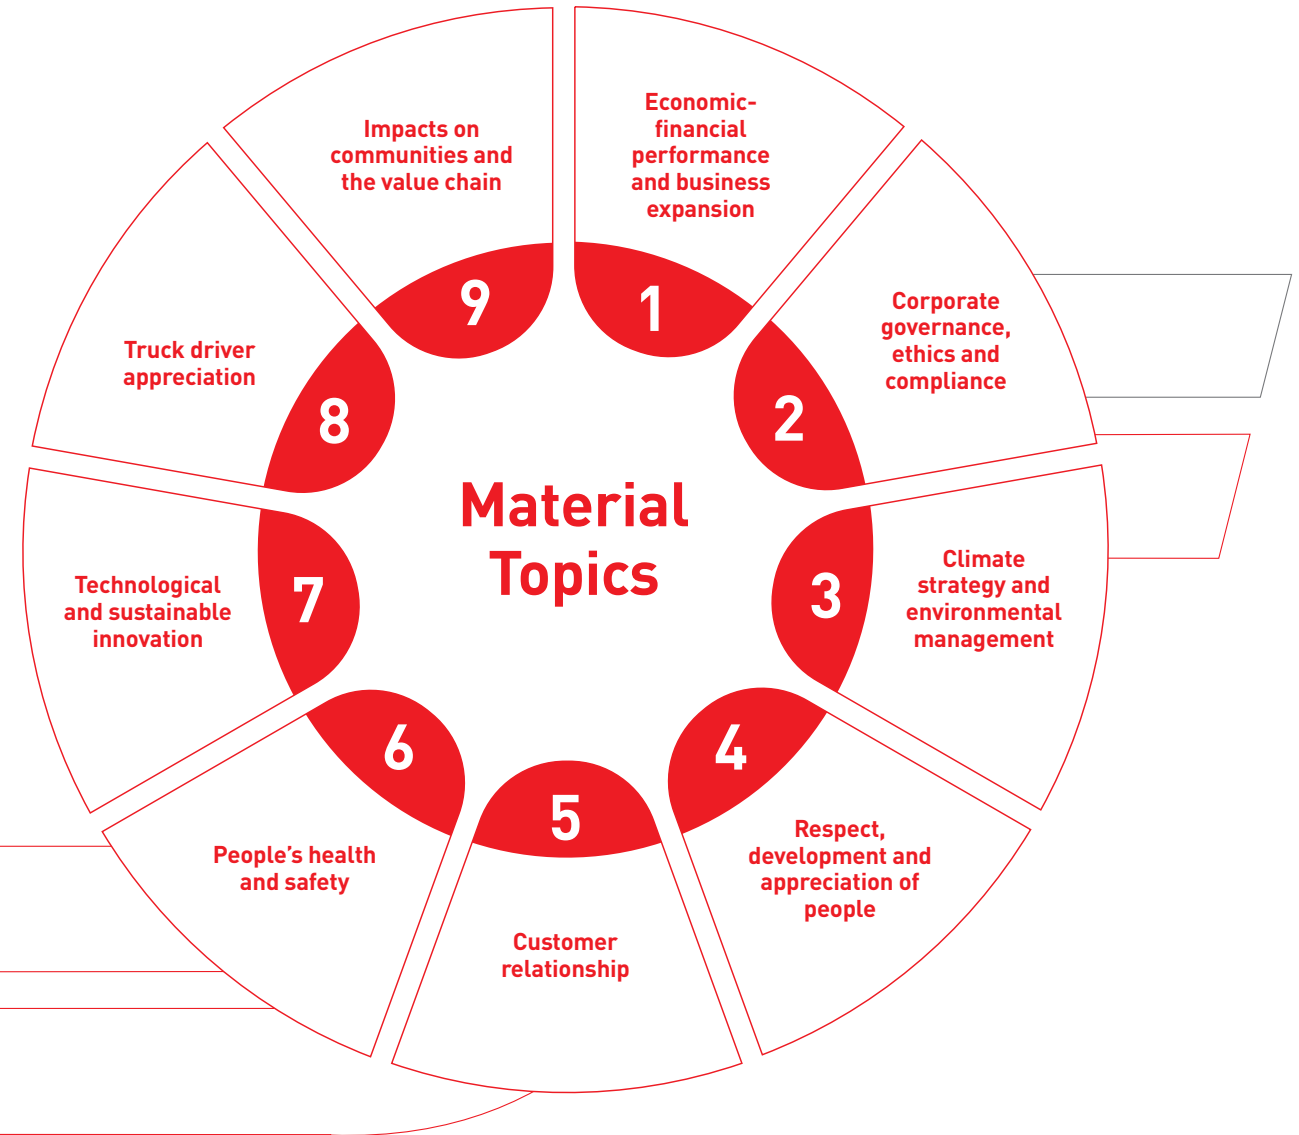 Material
Topics
1
Economic-
financial
performance
and business
expansion
2
Corporate
governance,
ethics and
compliance
3
Climate
strategy and
environmental
management
4
Respect,
development and
appreciation of
people
5
Customer
relationship
6
People’s health
and safety
7
Technological
and sustainable
innovation
8
Truck driver
appreciation
9
Impacts on
communities and
the value chain